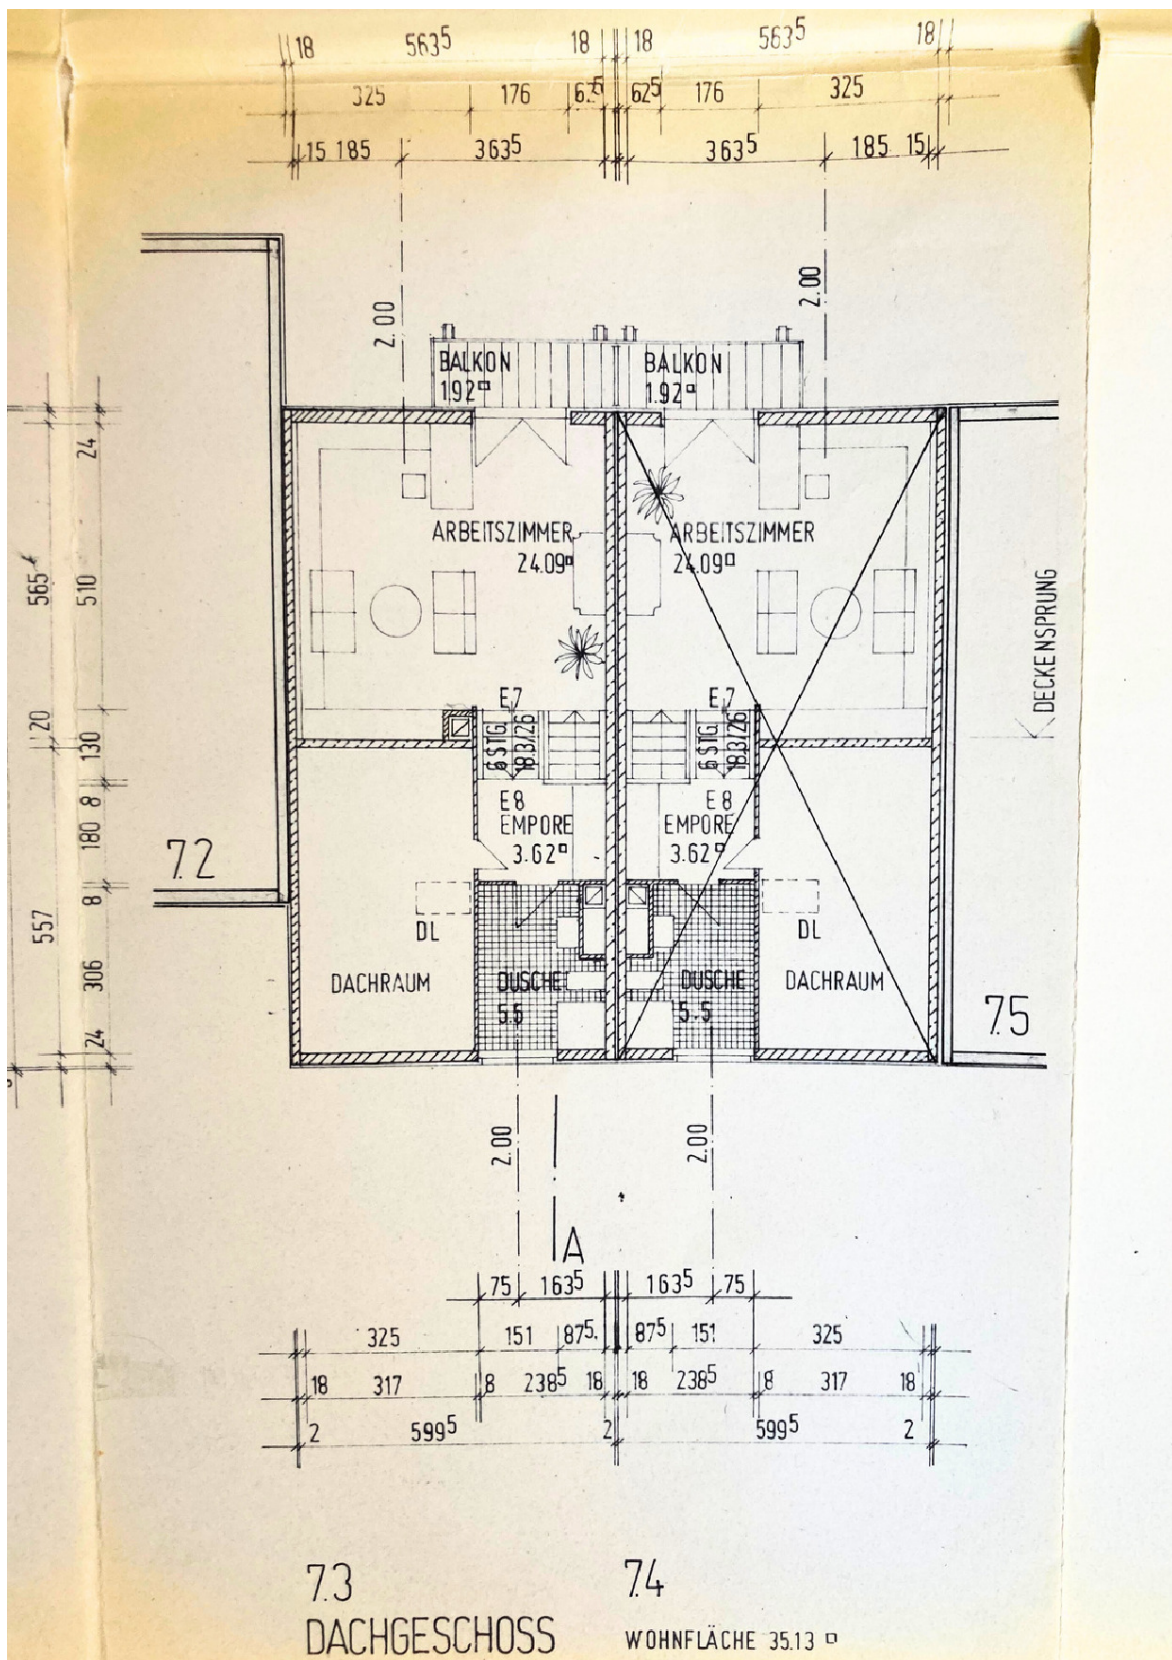 18 563⁵ 18 18 563⁵ 18
325 176 62⁵ 62⁵ 176 325
15 185 363⁵ 363⁵ 185 15
2.00 2.00
BALKON BALKON
1.92□ 1.92□
24
ARBEITSZIMMER ARBEITSZIMMER
24.09□ 24.09□
565
510
DECKENSPRUNG
E7 E7
6 STG. 6 STG.
18.3/26 18.3/26
20
130
8
E8 E8
EMPORE EMPORE
3.62□ 3.62□
180
7.2
8
DL DL
557
306
DACHRAUM DUSCHE DUSCHE DACHRAUM
5.5 5.5
7.5
24
2.00 2.00
A
75 163⁵ 163⁵ 75
325 151 87⁵ 87⁵ 151 325
18 317 8 238⁵ 18 18 238⁵ 8 317 18
2 599⁵ 2 599⁵ 2
7.3 7.4
DACHGESCHOSS WOHNFLÄCHE 35.13 □